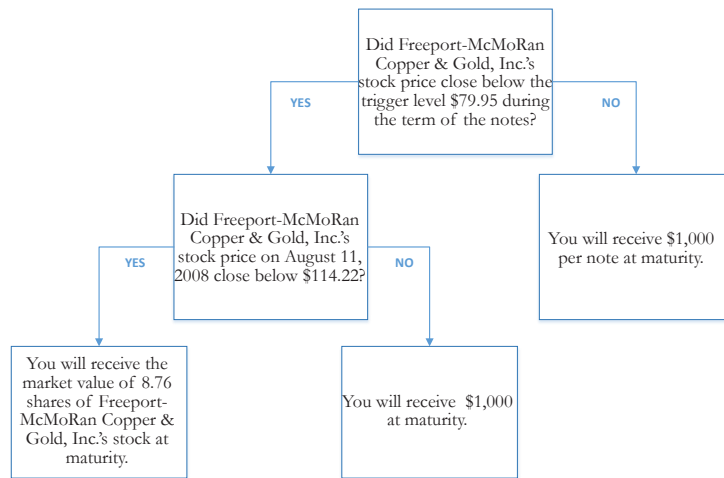 Did Freeport-McMoRan
Copper & Gold, Inc.'s
stock price close below the
trigger level $79.95 during
the term of the notes?
YES
NO
Did Freeport-McMoRan
Copper & Gold, Inc.'s
stock price on August 11,
2008 close below $114.22?
You will receive $1,000
per note at maturity.
YES
NO
You will receive the
market value of 8.76
shares of Freeport-
McMoRan Copper &
Gold, Inc.'s stock at
maturity.
You will receive $1,000
at maturity.